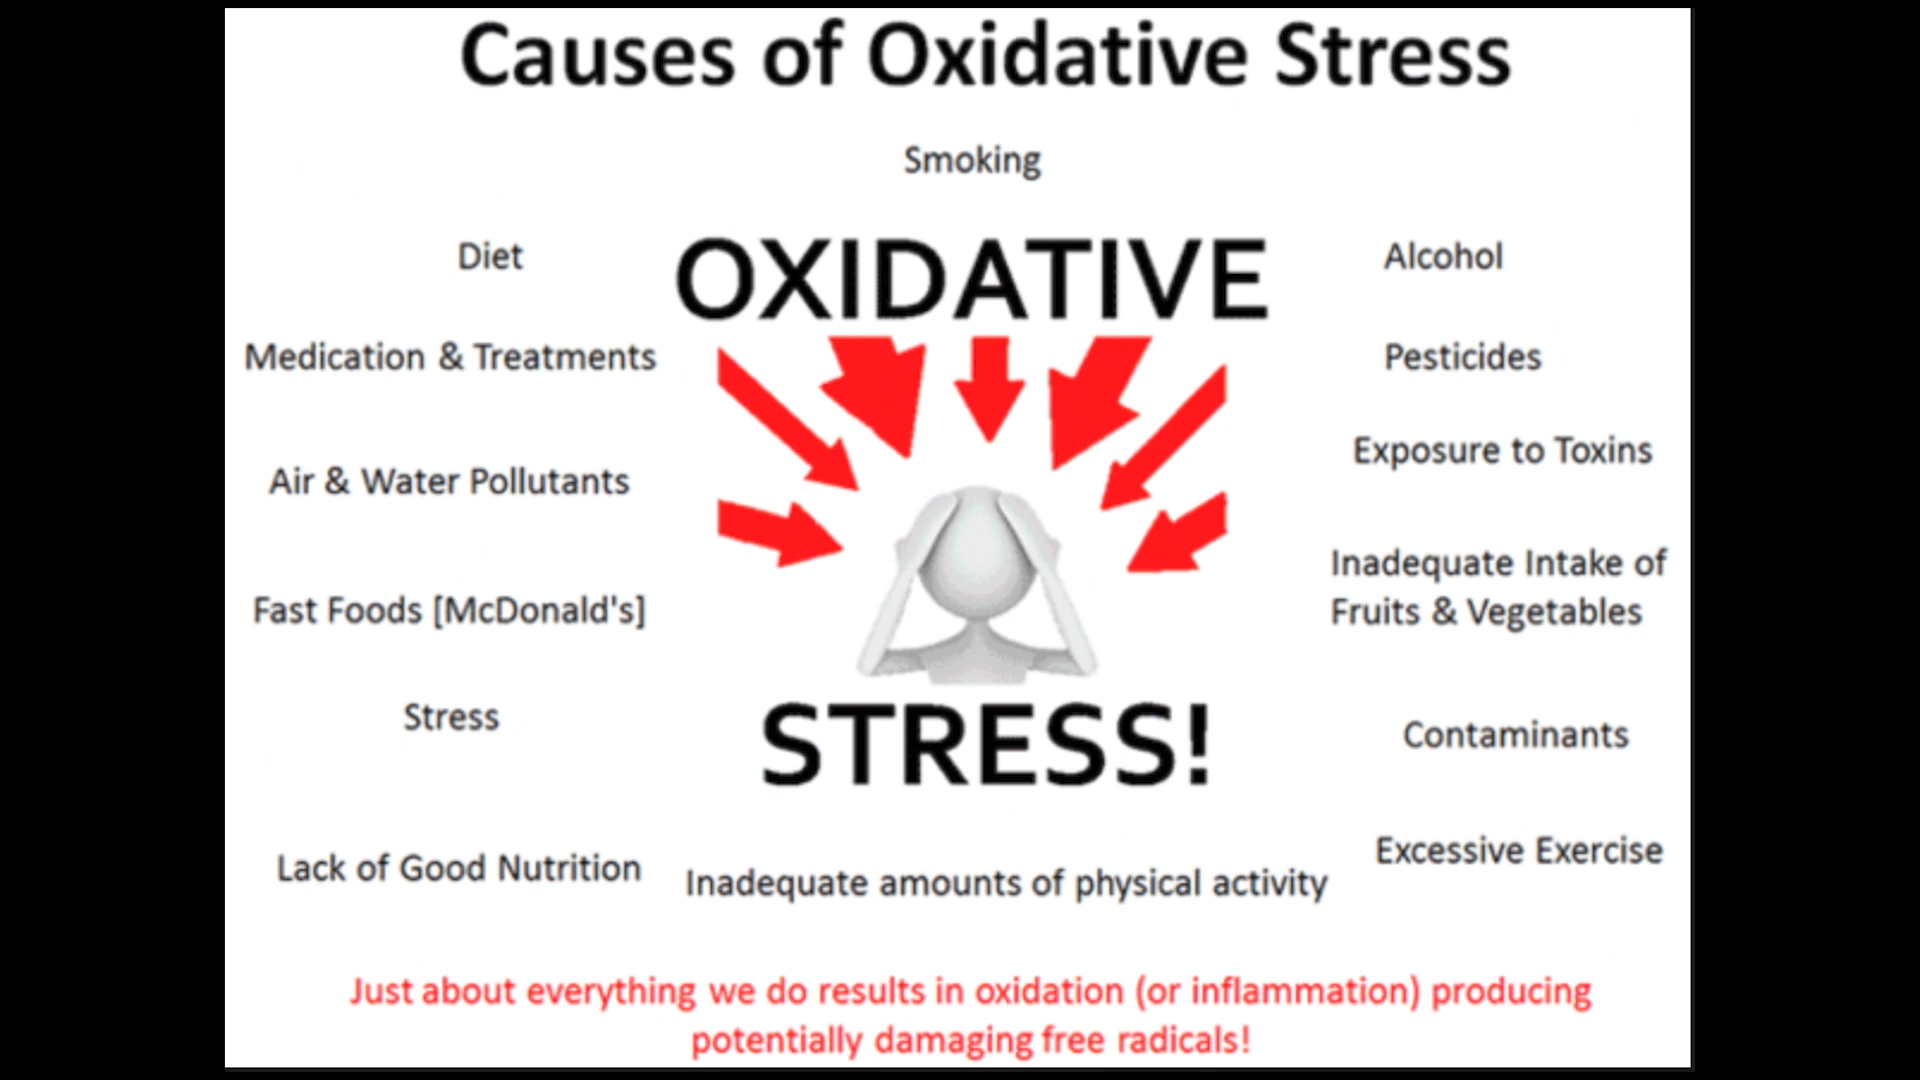 Causes of Oxidative Stress
Smoking
Diet
OXIDATIVE
Alcohol
Medication & Treatments
Pesticides
Exposure to Toxins
Air & Water Pollutants
Inadequate Intake of
Fruits & Vegetables
Fast Foods [McDonald's]
Stress
STRESS!
Contaminants
Excessive Exercise
Lack of Good Nutrition
Inadequate amounts of physical activity
Just about everything we do results in oxidation (or inflammation) producing
potentially damaging free radicals!